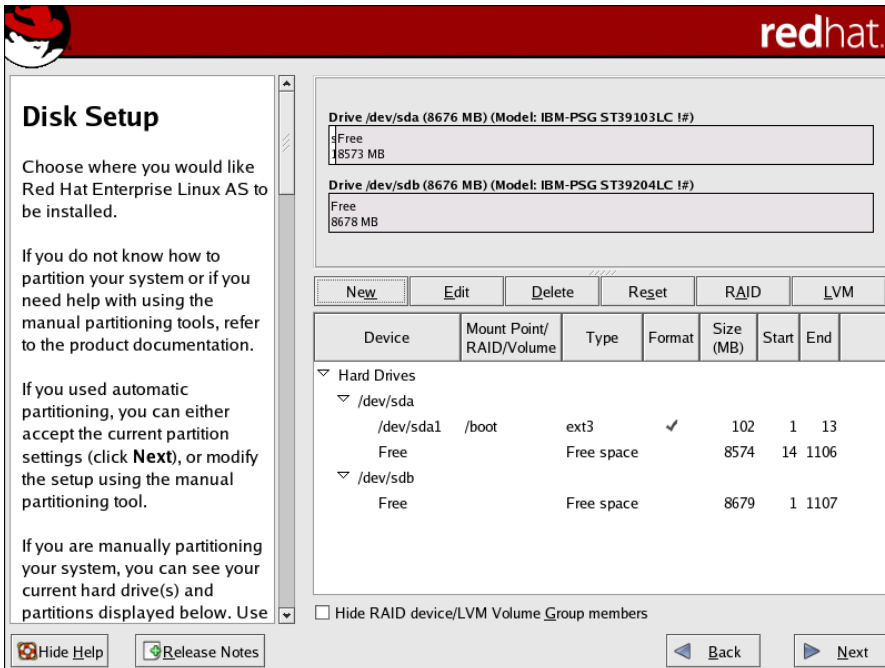 redhat.
Disk Setup
Choose where you would like
Red Hat Enterprise Linux AS to
be installed.
If you do not know how to
partition your system or if you
need help with using the
manual partitioning tools, refer
to the product documentation.
If you used automatic
partitioning, you can either
accept the current partition
settings (click Next), or modify
the setup using the manual
partitioning tool.
If you are manually partitioning
your system, you can see your
current hard drive(s) and
partitions displayed below. Use
Drive /dev/sda (8676 MB) (Model: IBM-PSG ST39103LC !#)
s Free
1 8573 MB
Drive /dev/sdb (8676 MB) (Model: IBM-PSG ST39204LC !#)
Free
8678 MB
New Edit Delete Reset RAID LVM
Device Mount Point/ RAID/Volume Type Format Size (MB) Start End
Hard Drives
/dev/sda
/dev/sda1 /boot ext3 ✓ 102 1 13
Free Free space 8574 14 1106
/dev/sdb
Free Free space 8679 1 1107
Hide RAID device/LVM Volume Group members
Hide Help Release Notes Back Next